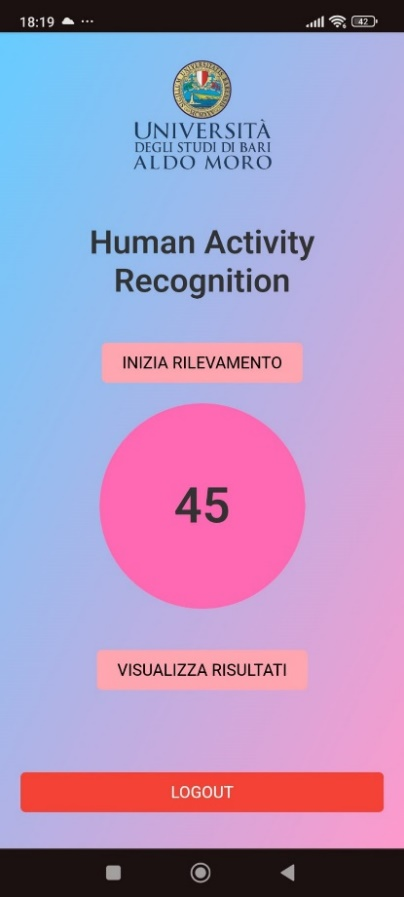 18:19
42
UNIVERSITÀ
DEGLI STUDI DI BARI
ALDO MORO
Human Activity
Recognition
INIZIA RILEVAMENTO
45
VISUALIZZA RISULTATI
LOGOUT